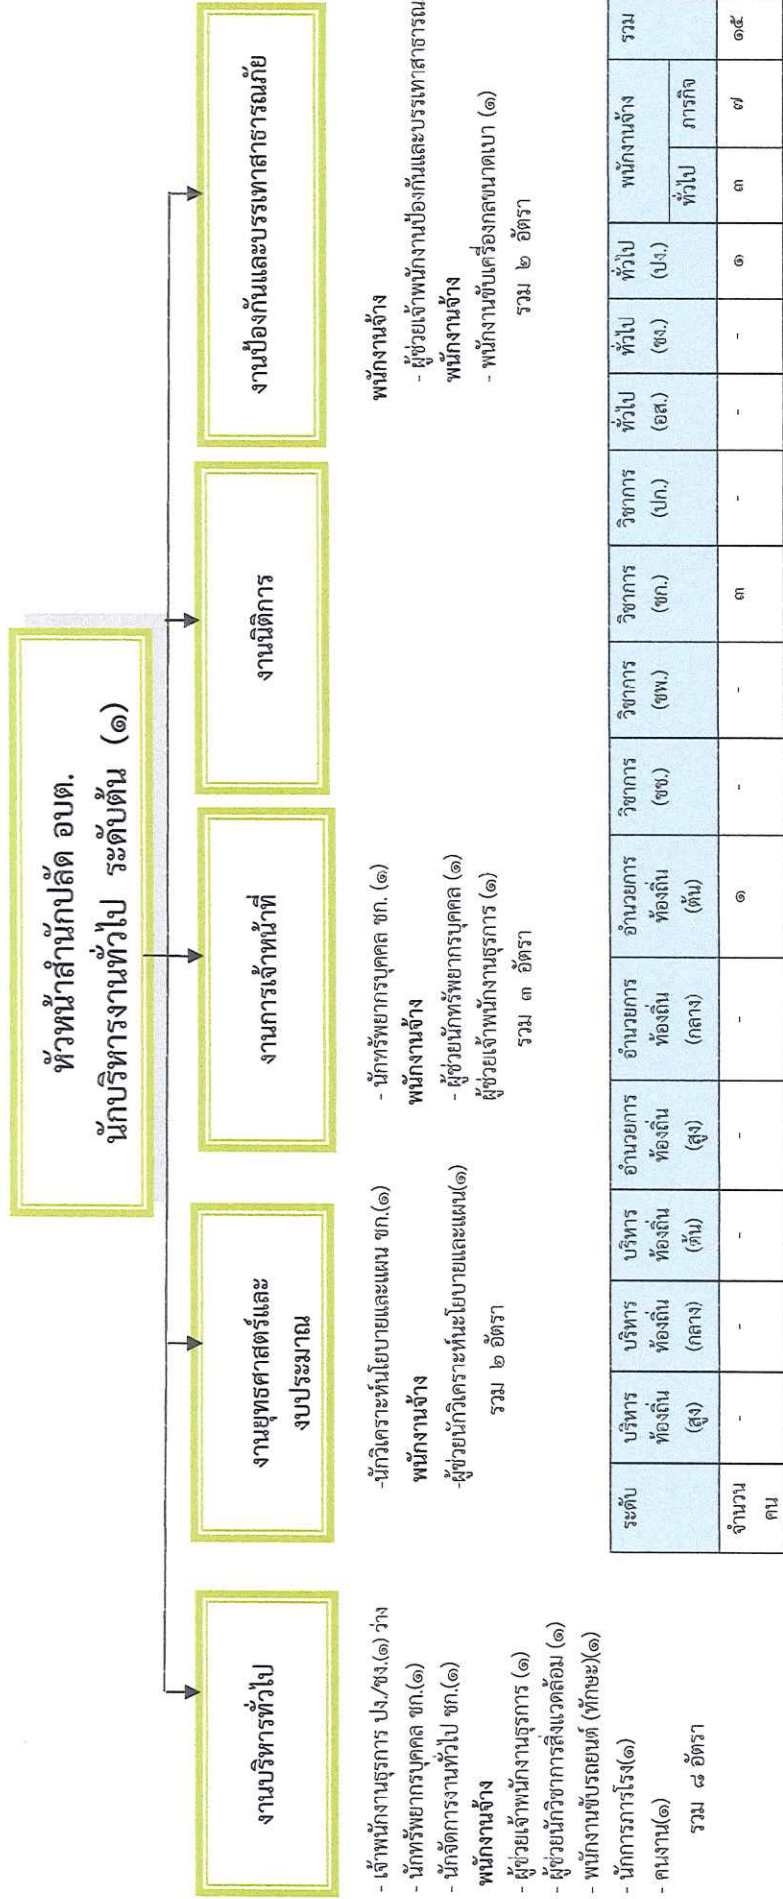 หัวหน้าสำนักปลัด อบต.
นักบริหารงานทั่วไป ระดับต้น (๑)
งานบริหารทั่วไป
- เจ้าพนักงานธุรการ ปง./ชง.(๑) ว่าง
- นักทรัพยากรบุคคล ชก.(๑)
- นักจัดการงานทั่วไป ชก.(๑)
พนักงานจ้าง
- ผู้ช่วยเจ้าพนักงานธุรการ (๑)
- ผู้ช่วยนักวิชาการสิ่งแวดล้อม (๑)
- พนักงานขับรถยนต์ (ทักษะ)(๑)
- นักการภารโรง(๑)
- คนงาน(๑)
รวม ๘ อัตรา
งานยุทธศาสตร์และ
งบประมาณ
-นักวิเคราะห์นโยบายและแผน ชก.(๑)
พนักงานจ้าง
-ผู้ช่วยนักวิเคราะห์นะโยบายและแผน(๑)
รวม ๒ อัตรา
งานการเจ้าหน้าที่
- นักทรัพยากรบุคคล ชก. (๑)
พนักงานจ้าง
- ผู้ช่วยนักทรัพยากรบุคคล (๑)
ผู้ช่วยเจ้าพนักงานธุรการ (๑)
รวม ๓ อัตรา
งานนิติการ
งานป้องกันและบรรเทาสาธารณภัย
พนักงานจ้าง
- ผู้ช่วยเจ้าพนักงานป้องกันและบรรเทาสาธารณ
พนักงานจ้าง
- พนักงานขับเครื่องกลขนาดเบา (๑)
รวม ๒ อัตรา
ระดับ บริหาร ท้องถิ่น (สูง) บริหาร ท้องถิ่น (กลาง) บริหาร ท้องถิ่น (ต้น) อำนวยการ ท้องถิ่น (สูง) อำนวยการ ท้องถิ่น (กลาง) อำนวยการ ท้องถิ่น (ต้น) วิชาการ (ชช.) วิชาการ (ชพ.) วิชาการ (ชก.) วิชาการ (ปก.) ทั่วไป (อส.) ทั่วไป (ชง.) ทั่วไป (ปง.) พนักงานจ้าง ทั่วไป ภารกิจ รวม
จำนวน คน - - - - - ๑ - - ๓ - - - ๑ ๓ ๗ ๑๕